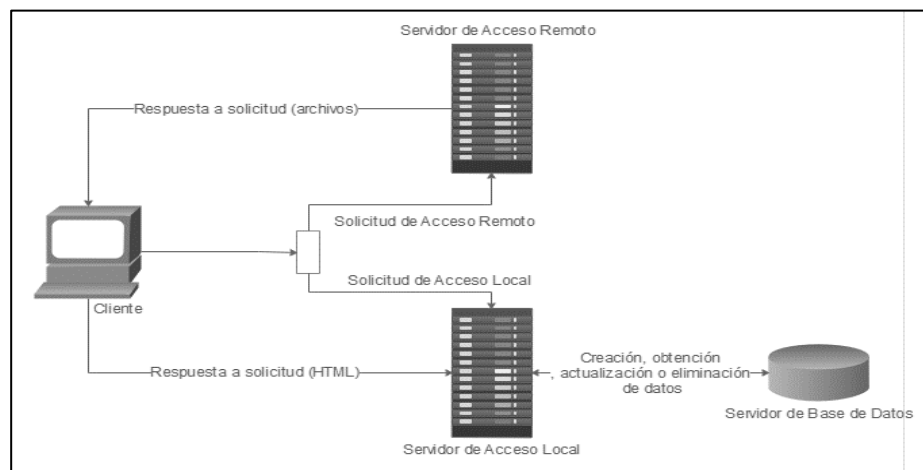 Servidor de Acceso Remoto
Respuesta a solicitud (archivos)
Solicitud de Acceso Remoto
Solicitud de Acceso Local
Cliente
Respuesta a solicitud (HTML)
Creación, obtención
, actualización o eliminación
de datos
Servidor de Base de Datos
Servidor de Acceso Local